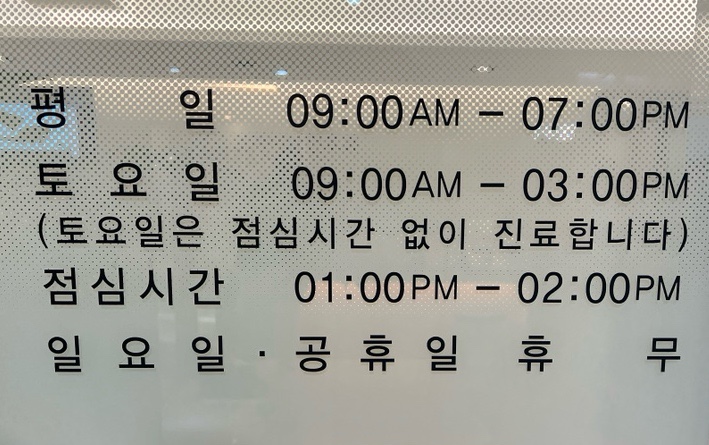 평 일 09:00AM – 07:00PM
토 요 일 09:00AM – 03:00PM
(토요일은 점심시간 없이 진료합니다)
점심시간 01:00PM – 02:00PM
일 요 일 · 공 휴 일 휴 무